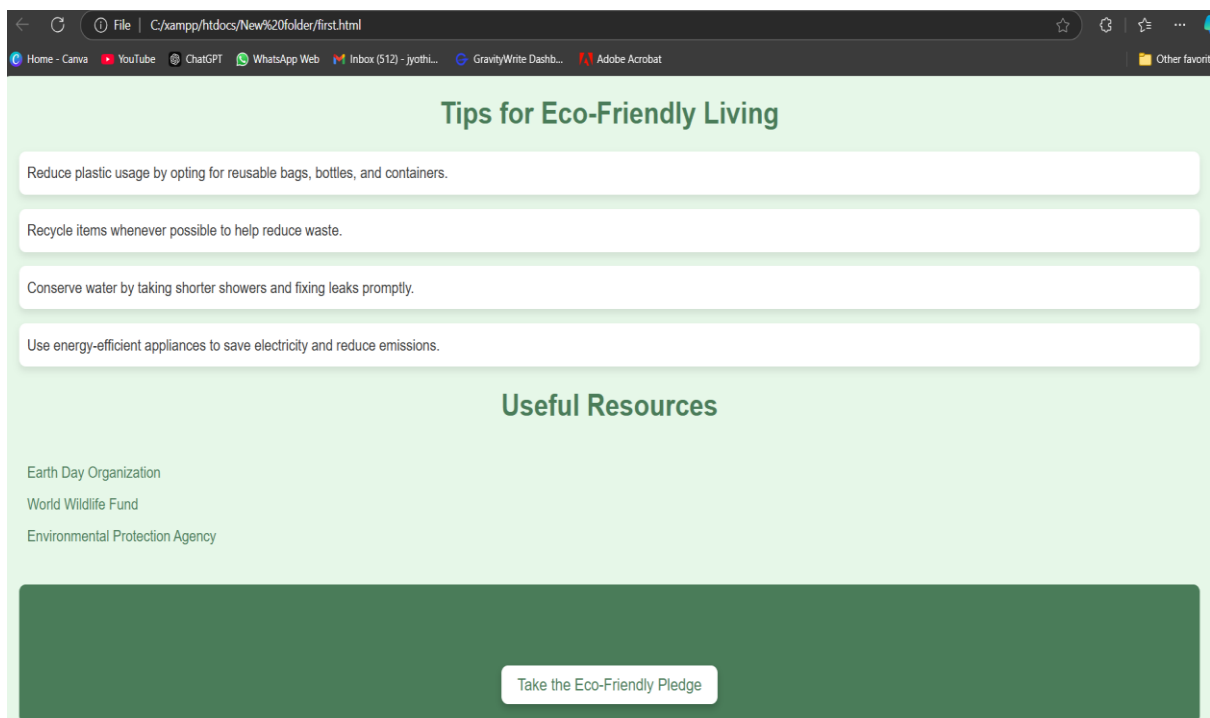 File | C:/xampp/htdocs/New%20folder/first.html
Home - Canva YouTube ChatGPT WhatsApp Web Inbox (512) - jyothi... GravityWrite Dashb... Adobe Acrobat Other favorit
Tips for Eco-Friendly Living
Reduce plastic usage by opting for reusable bags, bottles, and containers.
Recycle items whenever possible to help reduce waste.
Conserve water by taking shorter showers and fixing leaks promptly.
Use energy-efficient appliances to save electricity and reduce emissions.
Useful Resources
Earth Day Organization
World Wildlife Fund
Environmental Protection Agency
Take the Eco-Friendly Pledge